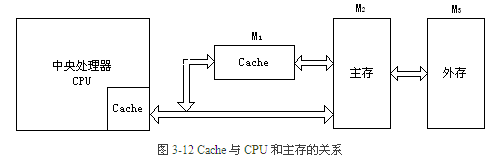 M₁
M₂
M₃
中央处理器
CPU
Cache
Cache
主存
外存
图 3-12 Cache 与 CPU 和主存的关系